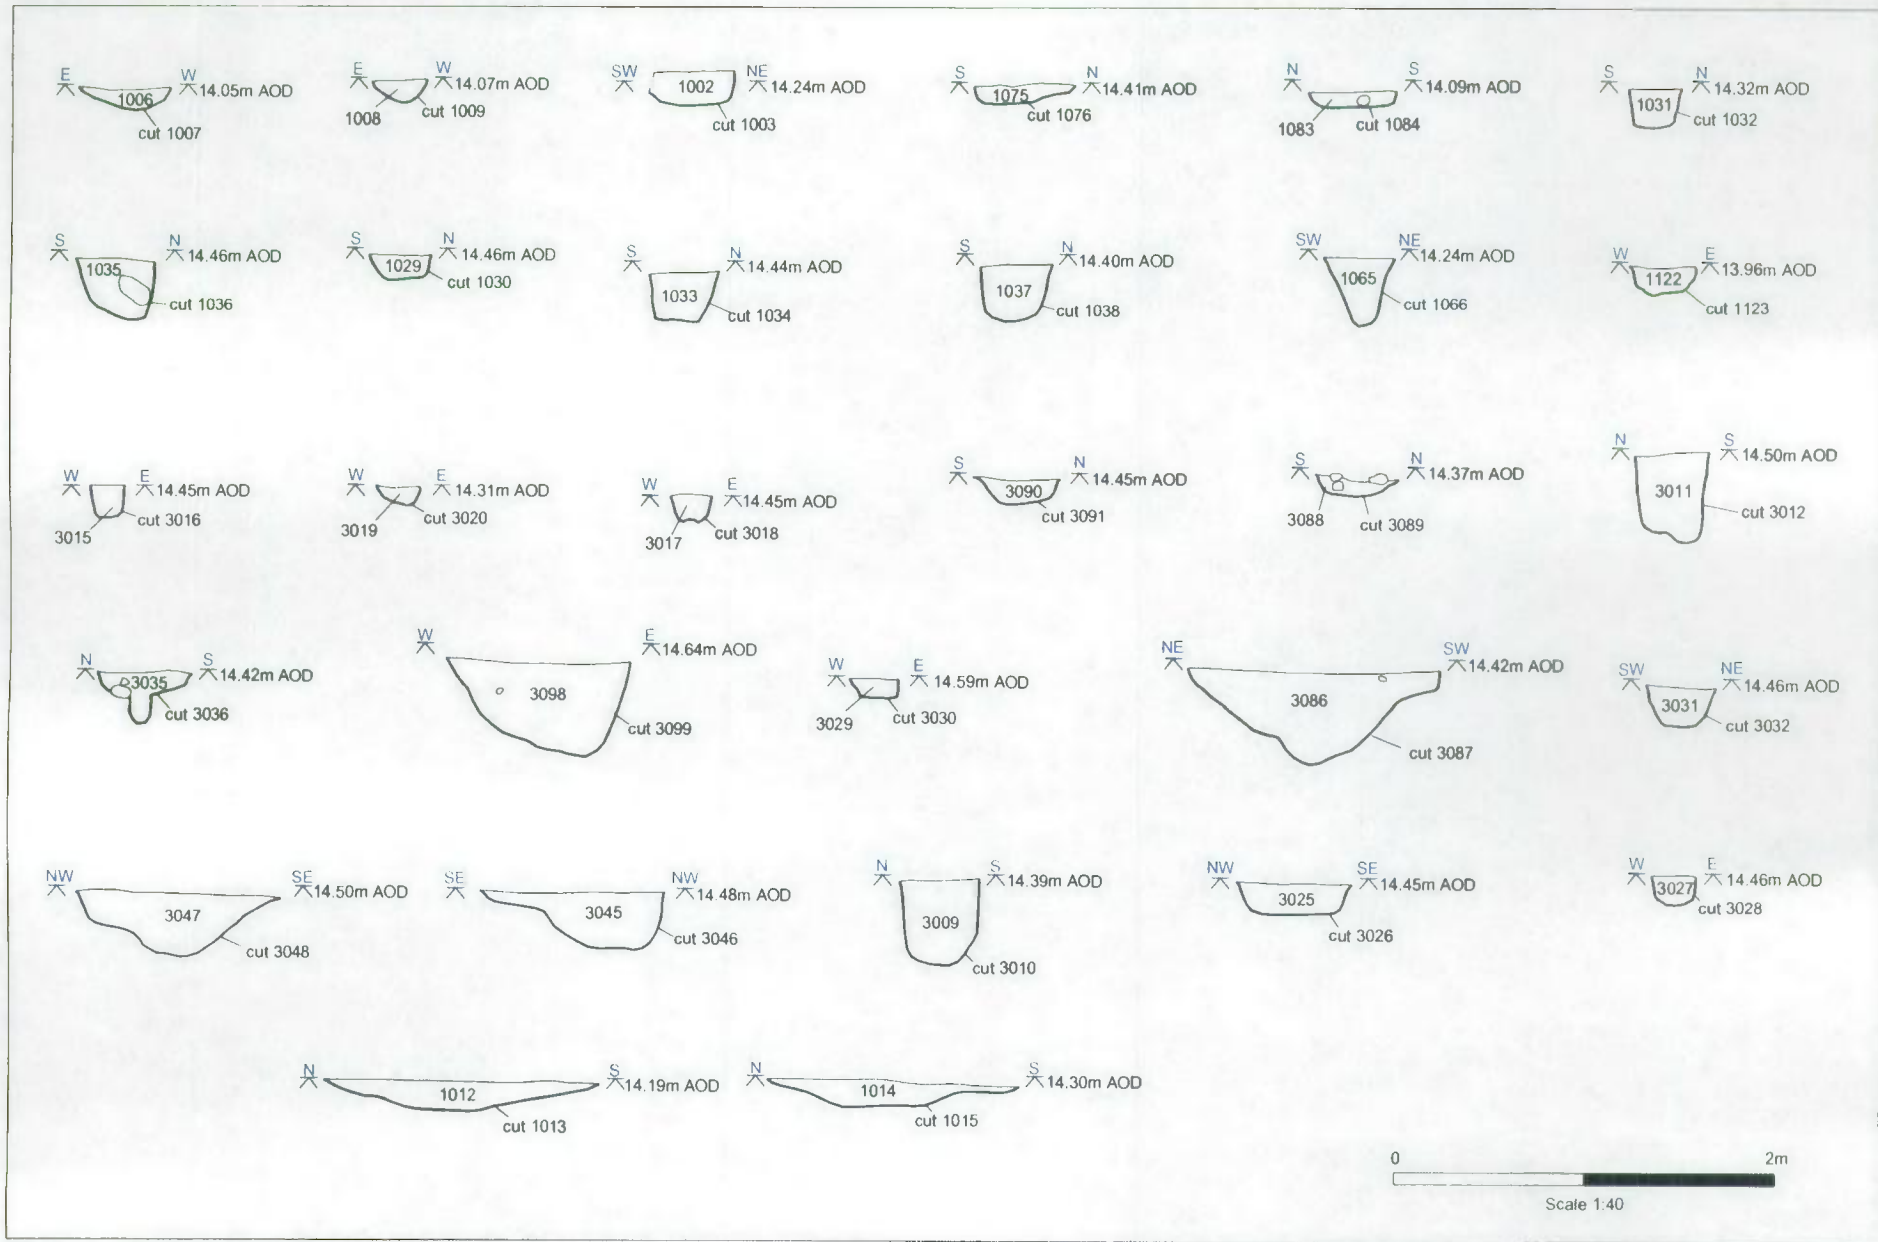 E W 14.05m AOD
1006
cut 1007
E W 14.07m AOD
1008 cut 1009
SW NE 14.24m AOD
1002
cut 1003
S N 14.41m AOD
1075
cut 1076
N S 14.09m AOD
1083 cut 1084
S N 14.32m AOD
1031
cut 1032
S N 14.46m AOD
1035
cut 1036
S N 14.46m AOD
1029
cut 1030
S N 14.44m AOD
1033
cut 1034
S N 14.40m AOD
1037
cut 1038
SW NE 14.24m AOD
1065
cut 1066
W E 13.96m AOD
1122
cut 1123
W E 14.45m AOD
cut 3016
3015
W E 14.31m AOD
3019 cut 3020
W E 14.45m AOD
3017 cut 3018
S N 14.45m AOD
3090
cut 3091
S N 14.37m AOD
3088 cut 3089
N S 14.50m AOD
3011
cut 3012
N S 14.42m AOD
3035
cut 3036
W E 14.64m AOD
3098
cut 3099
W E 14.59m AOD
3029 cut 3030
NE SW 14.42m AOD
3086
cut 3087
SW NE 14.46m AOD
3031
cut 3032
NW SE 14.50m AOD
3047
cut 3048
SE NW 14.48m AOD
3045
cut 3046
N S 14.39m AOD
3009
cut 3010
NW SE 14.45m AOD
3025
cut 3026
W E 14.46m AOD
3027
cut 3028
N S 14.19m AOD
1012
cut 1013
N S 14.30m AOD
1014
cut 1015
0 2m
Scale 1:40